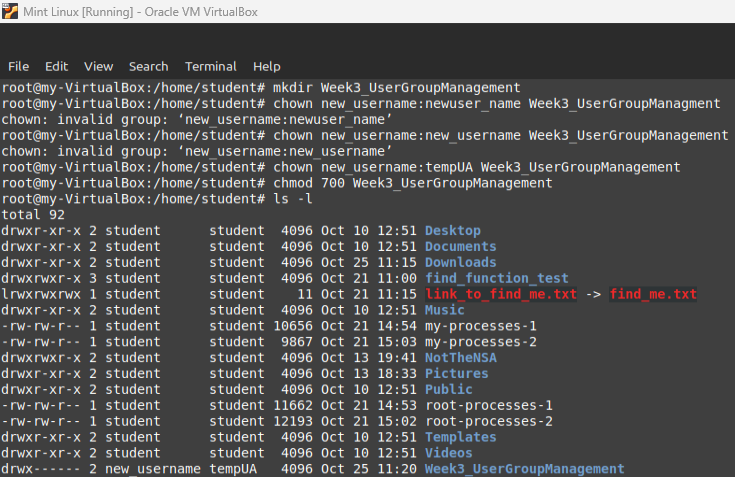 Mint Linux [Running] - Oracle VM VirtualBox
File Edit View Search Terminal Help
root@my-VirtualBox:/home/student# mkdir Week3_UserGroupManagement
root@my-VirtualBox:/home/student# chown new_username:newuser_name Week3_UserGroupManagment
chown: invalid group: ‘new_username:newuser_name’
root@my-VirtualBox:/home/student# chown new_username:new_username Week3_UserGroupManagement
chown: invalid group: ‘new_username:new_username’
root@my-VirtualBox:/home/student# chown new_username:tempUA Week3_UserGroupManagement
root@my-VirtualBox:/home/student# chmod 700 Week3_UserGroupManagement
root@my-VirtualBox:/home/student# ls -l
total 92
drwxr-xr-x 2 student      student  4096 Oct 10 12:51 Desktop
drwxr-xr-x 2 student      student  4096 Oct 10 12:51 Documents
drwxr-xr-x 2 student      student  4096 Oct 25 11:15 Downloads
drwxrwxr-x 3 student      student  4096 Oct 21 11:00 find_function_test
lrwxrwxrwx 1 student      student    11 Oct 21 11:15 link_to_find_me.txt -> find_me.txt
drwxr-xr-x 2 student      student  4096 Oct 10 12:51 Music
-rw-rw-r-- 1 student      student 10656 Oct 21 14:54 my-processes-1
-rw-rw-r-- 1 student      student  9867 Oct 21 15:03 my-processes-2
drwxrwxr-x 2 student      student  4096 Oct 13 19:41 NotTheNSA
drwxr-xr-x 2 student      student  4096 Oct 13 18:33 Pictures
drwxr-xr-x 2 student      student  4096 Oct 10 12:51 Public
-rw-rw-r-- 1 student      student 11662 Oct 21 14:53 root-processes-1
-rw-rw-r-- 1 student      student 12193 Oct 21 15:02 root-processes-2
drwxr-xr-x 2 student      student  4096 Oct 10 12:51 Templates
drwxr-xr-x 2 student      student  4096 Oct 10 12:51 Videos
drwx------ 2 new_username tempUA   4096 Oct 25 11:20 Week3_UserGroupManagement